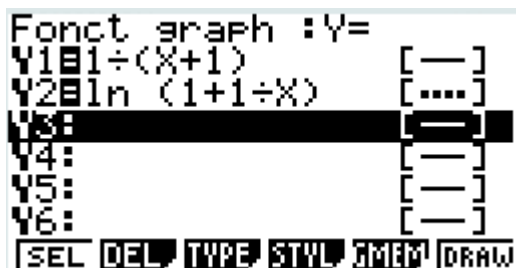 Fonct graph :Y=
Y1=1÷(X+1) [—]
Y2=ln (1+1÷X) [....]
Y3: [—]
Y4: [—]
Y5: [—]
Y6: [—]
SEL DEL TYPE STYL GMEM DRAW